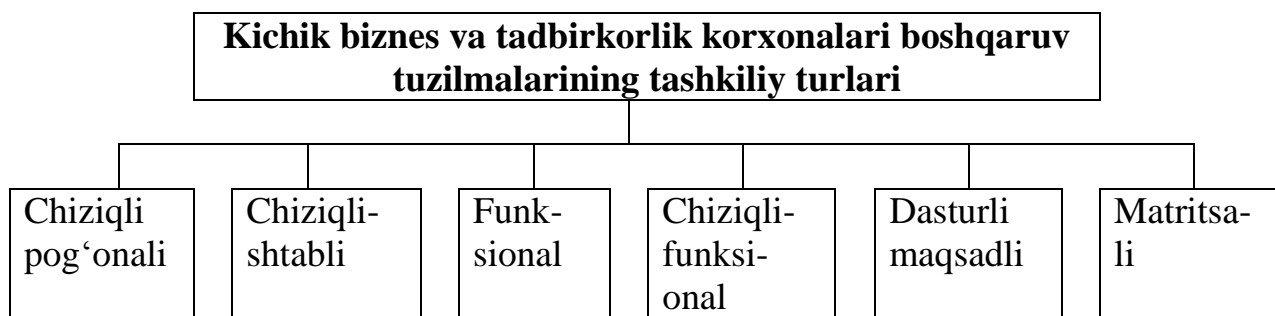 Kichik biznes va tadbirkorlik korxonalari boshqaruv
tuzilmalarining tashkiliy turlari
Chiziqli
pog‘onali
Chiziqli-
shtabli
Funk-
sional
Chiziqli-
funksi-
onal
Dasturli
maqsadli
Matritsa-
li